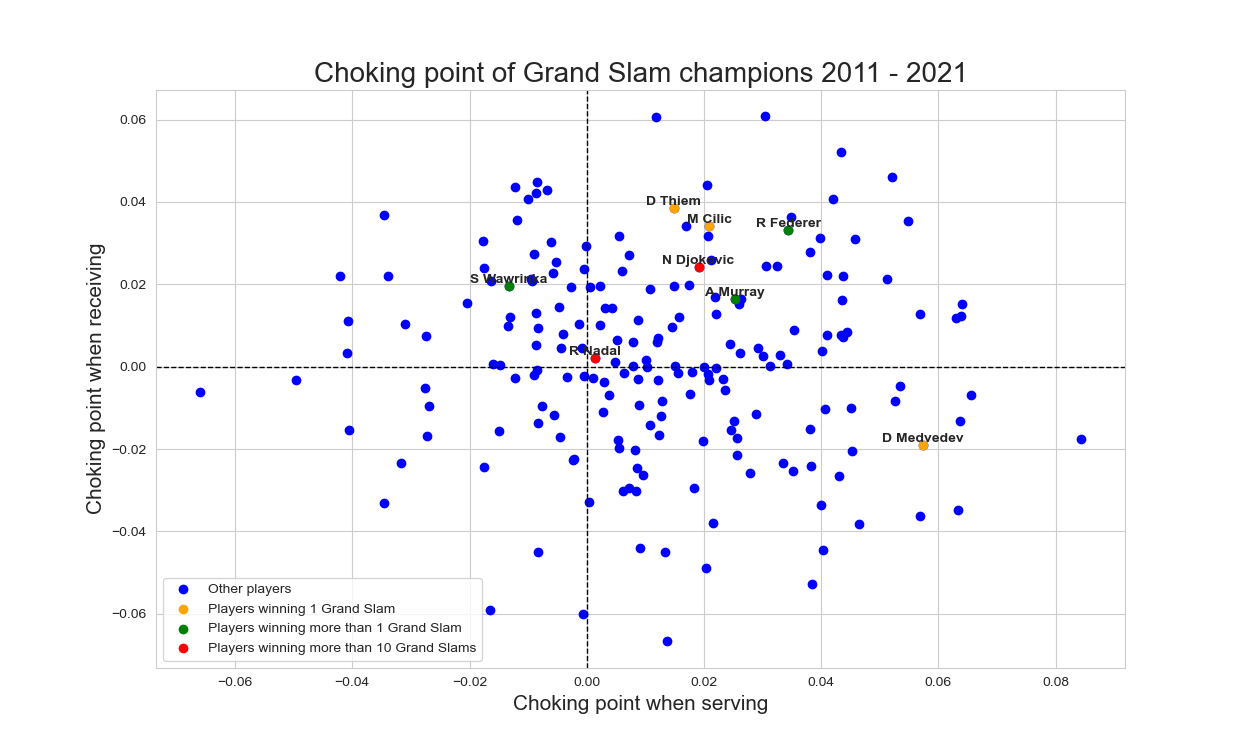 Choking point of Grand Slam champions 2011 - 2021
Choking point when receiving
0.06
0.04
0.02
0.00
−0.02
−0.04
−0.06
D Thiem
M Cilic
R Federer
N Djokovic
S Wawrinka
A Murray
R Nadal
D Medvedev
Other players
Players winning 1 Grand Slam
Players winning more than 1 Grand Slam
Players winning more than 10 Grand Slams
−0.06 −0.04 −0.02 0.00 0.02 0.04 0.06 0.08
Choking point when serving